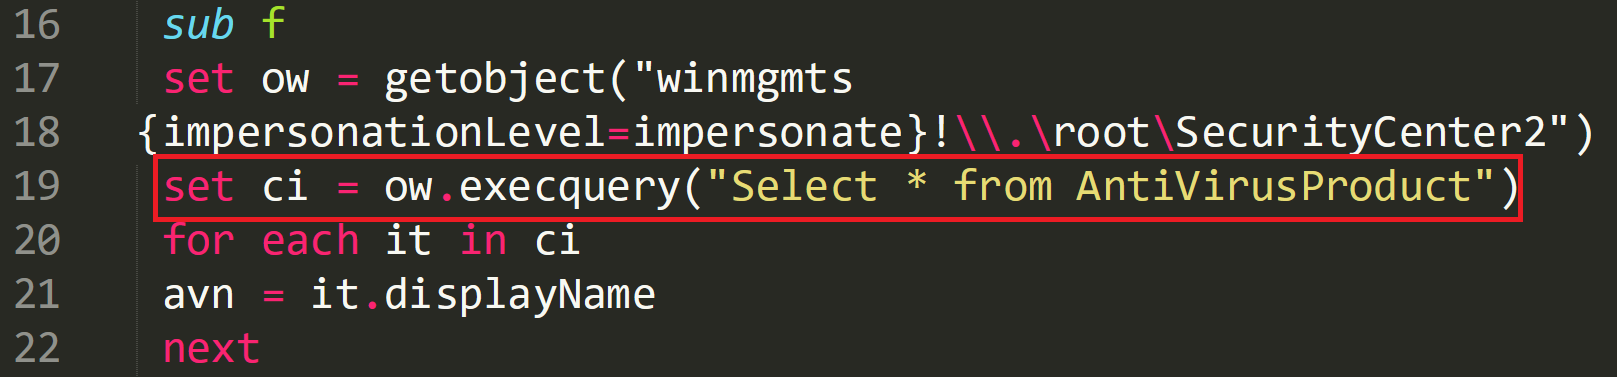 16 sub f
17 set ow = getobject("winmgmts
18 {impersonationLevel=impersonate}!\\.\root\SecurityCenter2")
19 set ci = ow.execquery("Select * from AntiVirusProduct")
20 for each it in ci
21 avn = it.displayName
22 next